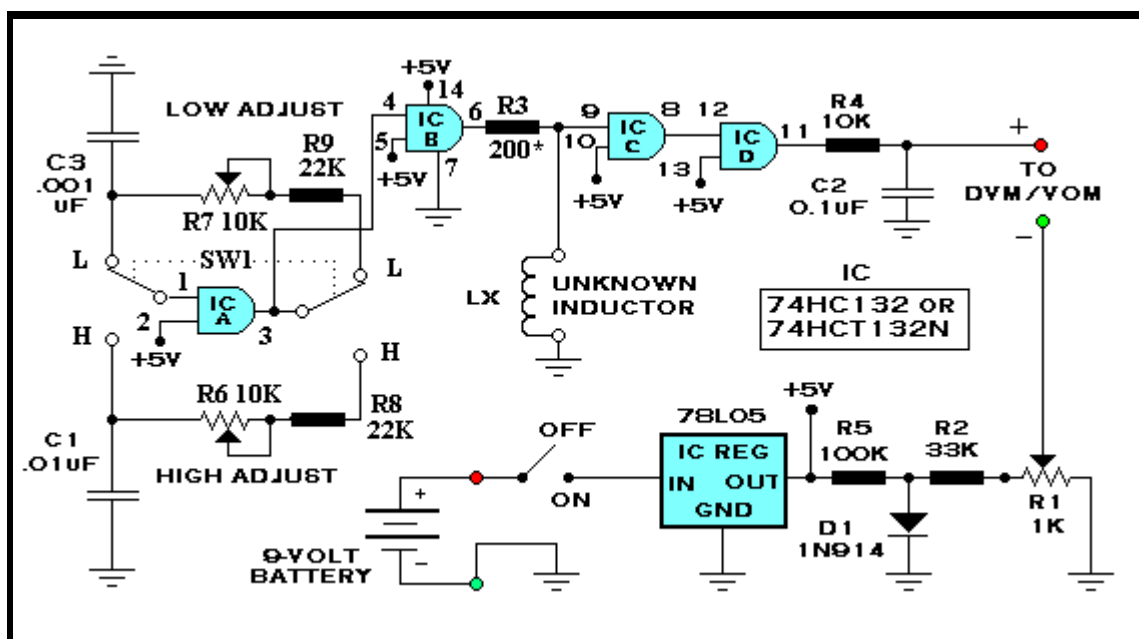 +5V
14
LOW ADJUST
4
IC
B
6
R3
200*
5
+5V
7
R9
22K
C3
.001
uF
R7 10K
9
10
IC
C
8
12
+5V
IC
D
11
13
+5V
R4
10K
+
TO
DVM/VOM
−
C2
0.1uF
L
SW1
L
1
IC
A
2
3
+5V
H
H
LX
UNKNOWN
INDUCTOR
IC
74HC132 OR
74HCT132N
R6 10K
R8
22K
C1
.01uF
HIGH ADJUST
OFF
ON
+
−
9-VOLT
BATTERY
78L05
IC REG
IN OUT
GND
+5V
R5
100K
R2
33K
D1
1N914
R1
1K